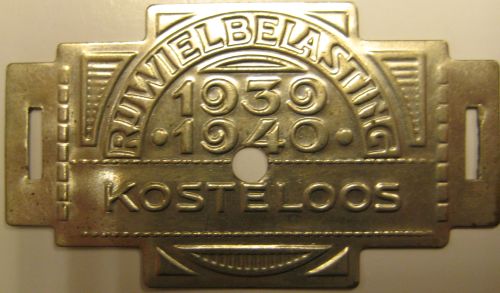 RIJWIELBELASTING
1939
·1940·
KOSTELOOS